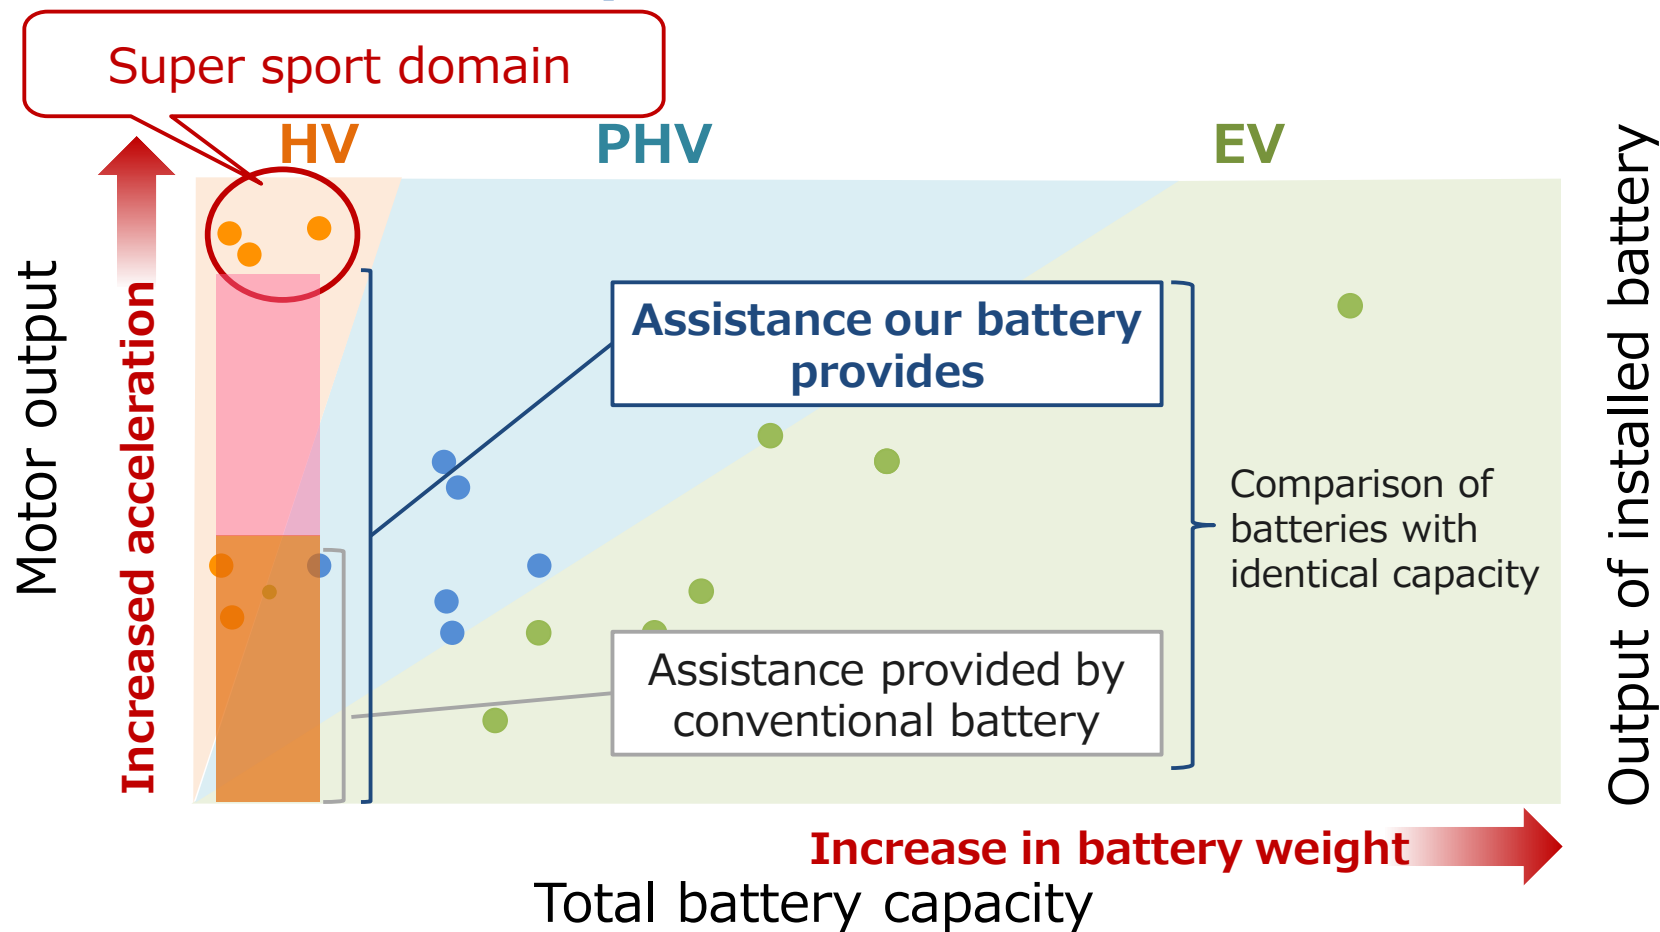 Super sport domain
HV
PHV
EV
Motor output
Increased acceleration
Assistance our battery
provides
Comparison of
batteries with
identical capacity
Assistance provided by
conventional battery
Output of installed battery
Increase in battery weight
Total battery capacity